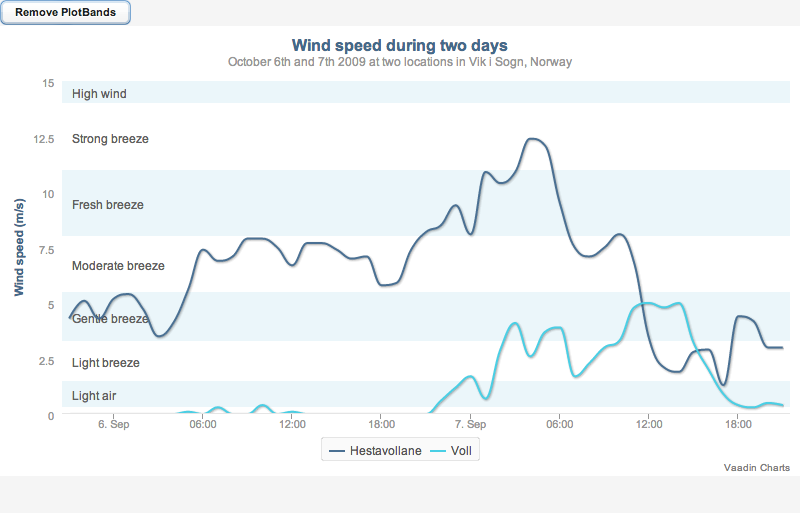 Remove PlotBands
Wind speed during two days
October 6th and 7th 2009 at two locations in Vik i Sogn, Norway
Wind speed (m/s)
15
12.5
10
7.5
5
2.5
0
High wind
Strong breeze
Fresh breeze
Moderate breeze
Gentle breeze
Light breeze
Light air
6. Sep
06:00
12:00
18:00
7. Sep
06:00
12:00
18:00
Hestavollane
Voll
Vaadin Charts